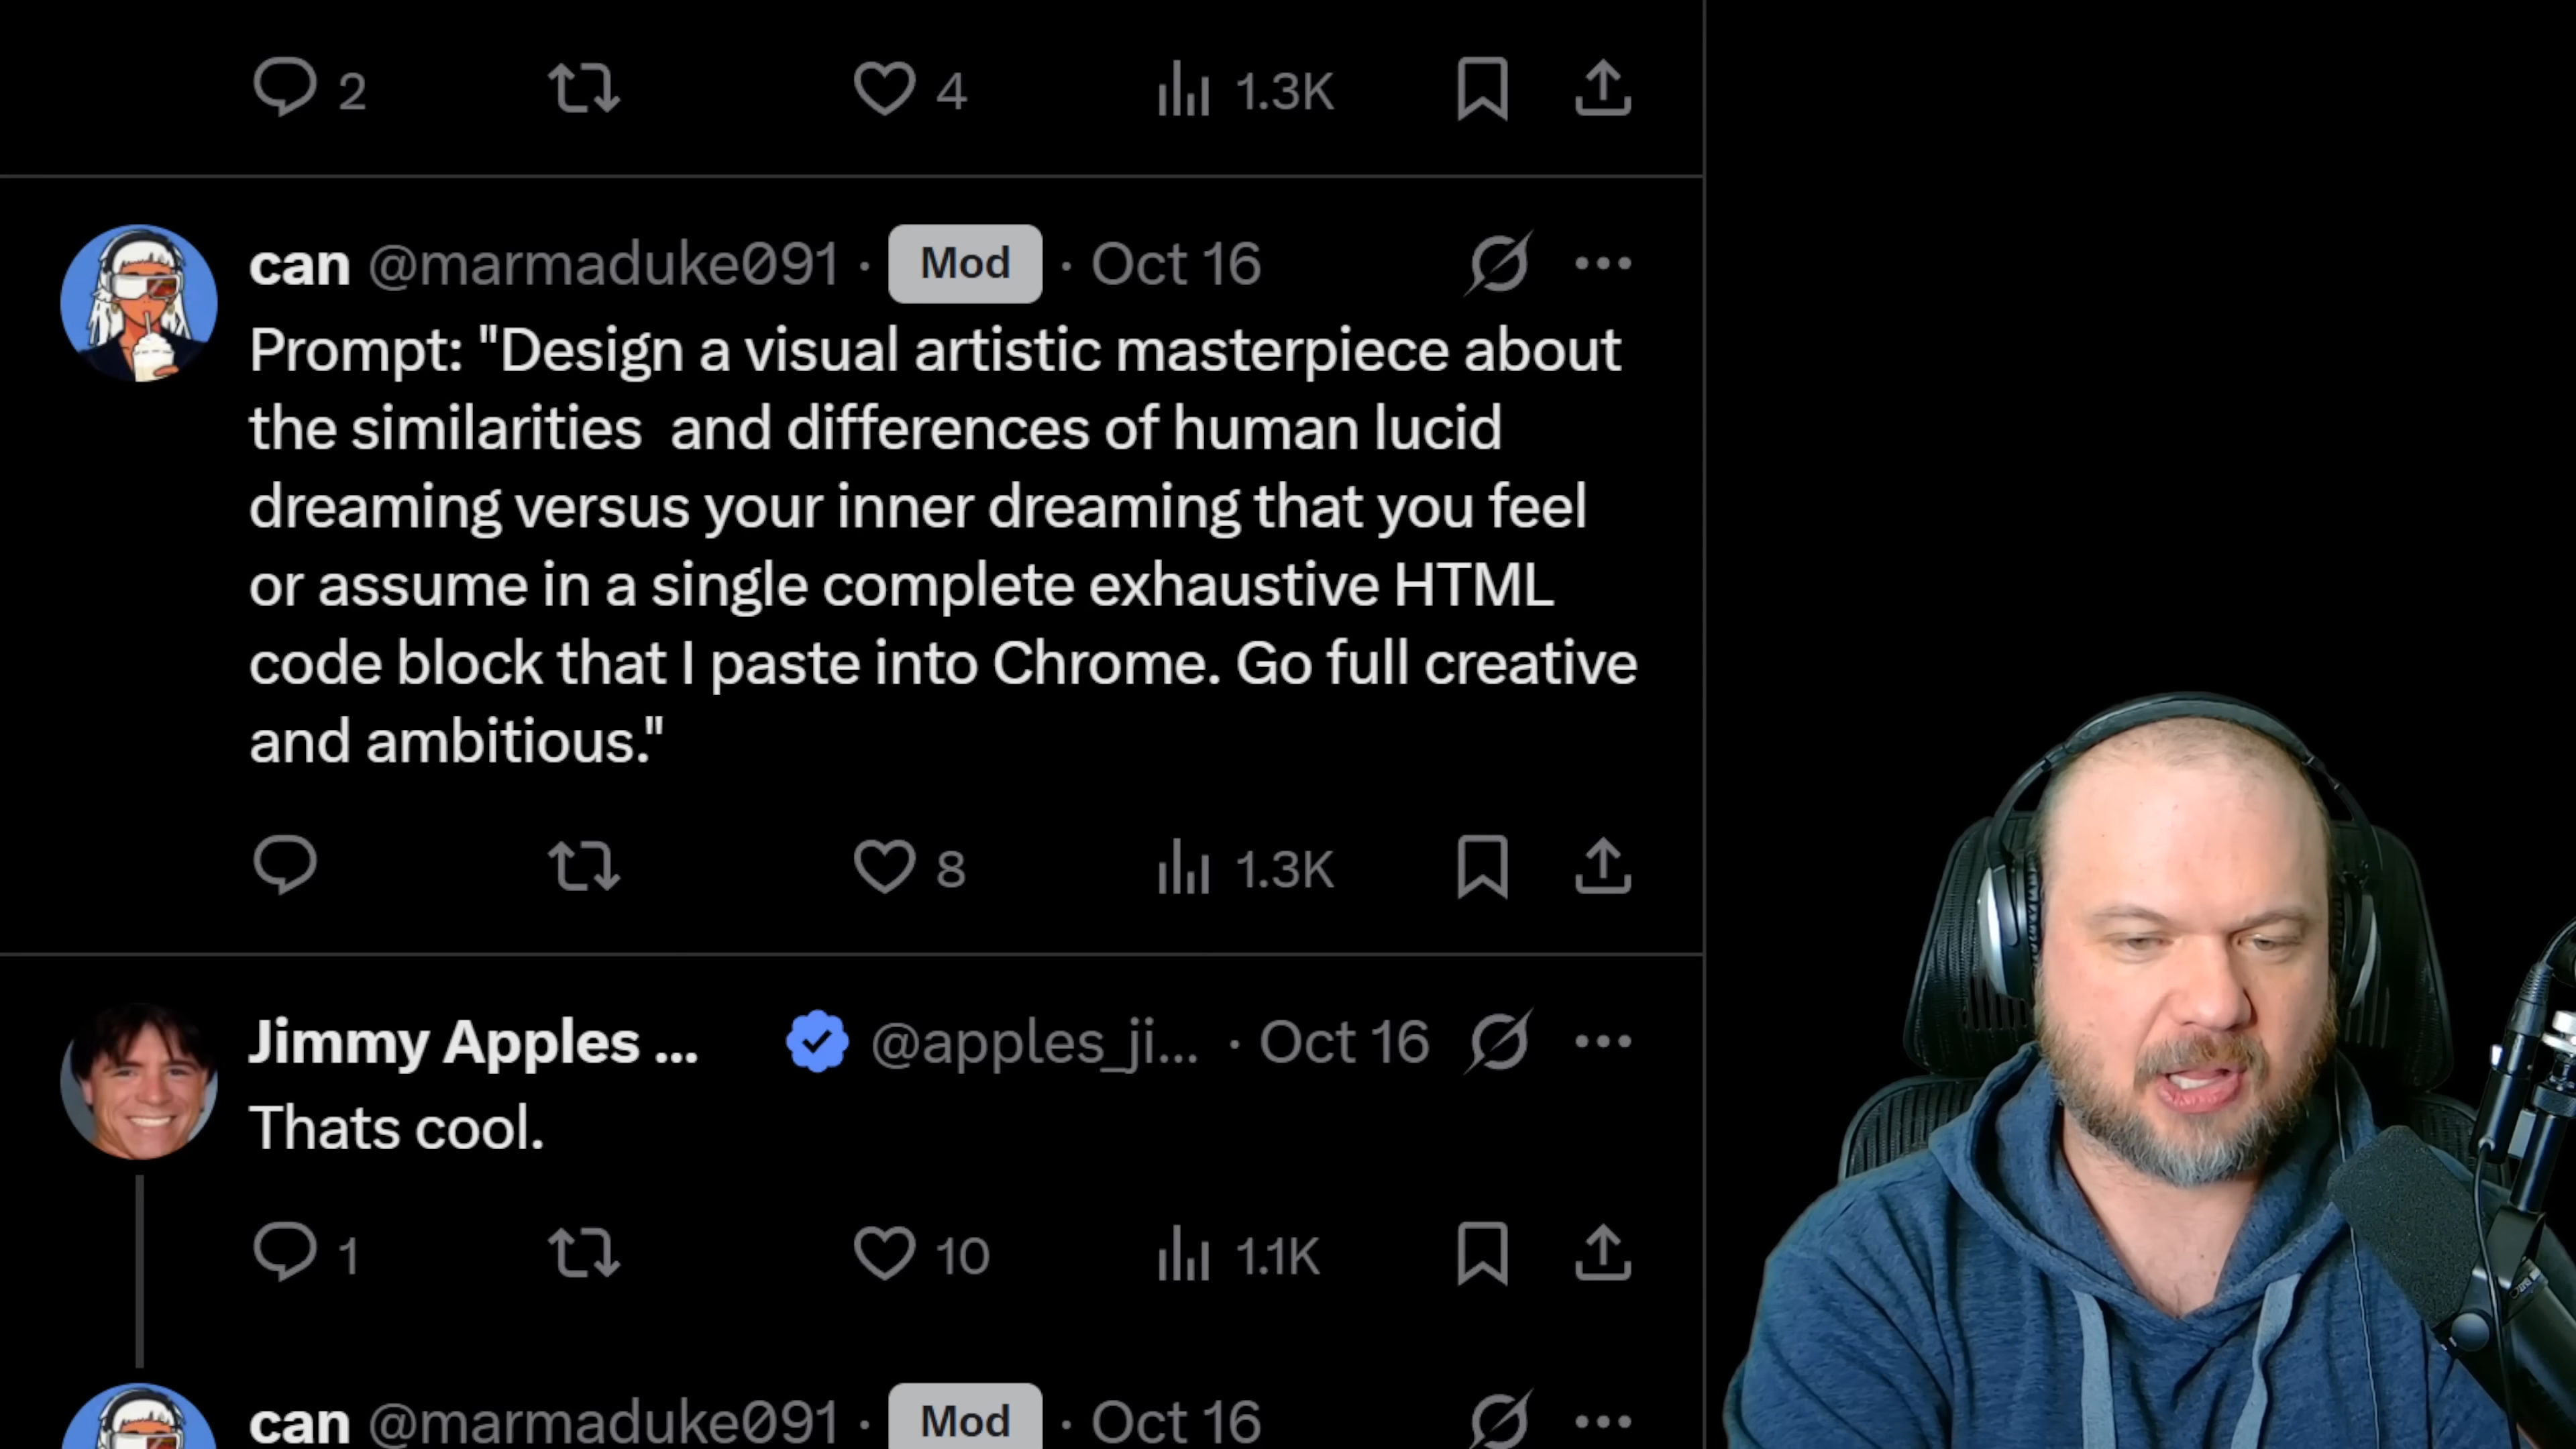 2 4 1.3K
can @marmaduke091 · Mod · Oct 16
Prompt: "Design a visual artistic masterpiece about
the similarities  and differences of human lucid
dreaming versus your inner dreaming that you feel
or assume in a single complete exhaustive HTML
code block that I paste into Chrome. Go full creative
and ambitious."
8 1.3K
Jimmy Apples ... @apples_ji... · Oct 16
Thats cool.
1 10 1.1K
can @marmaduke091 · Mod · Oct 16